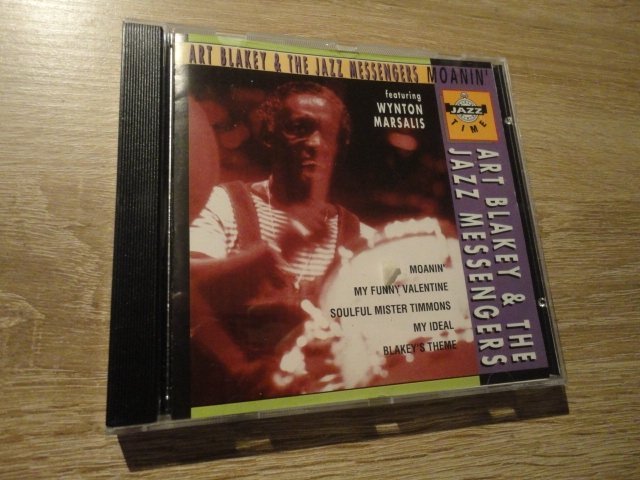 ART BLAKEY & THE JAZZ MESSENGERS MOANIN'
featuring
WYNTON
MARSALIS
JAZZ
TIME
ART BLAKEY & THE
JAZZ MESSENGERS
MOANIN'
MY FUNNY VALENTINE
SOULFUL MISTER TIMMONS
MY IDEAL
BLAKEY'S THEME